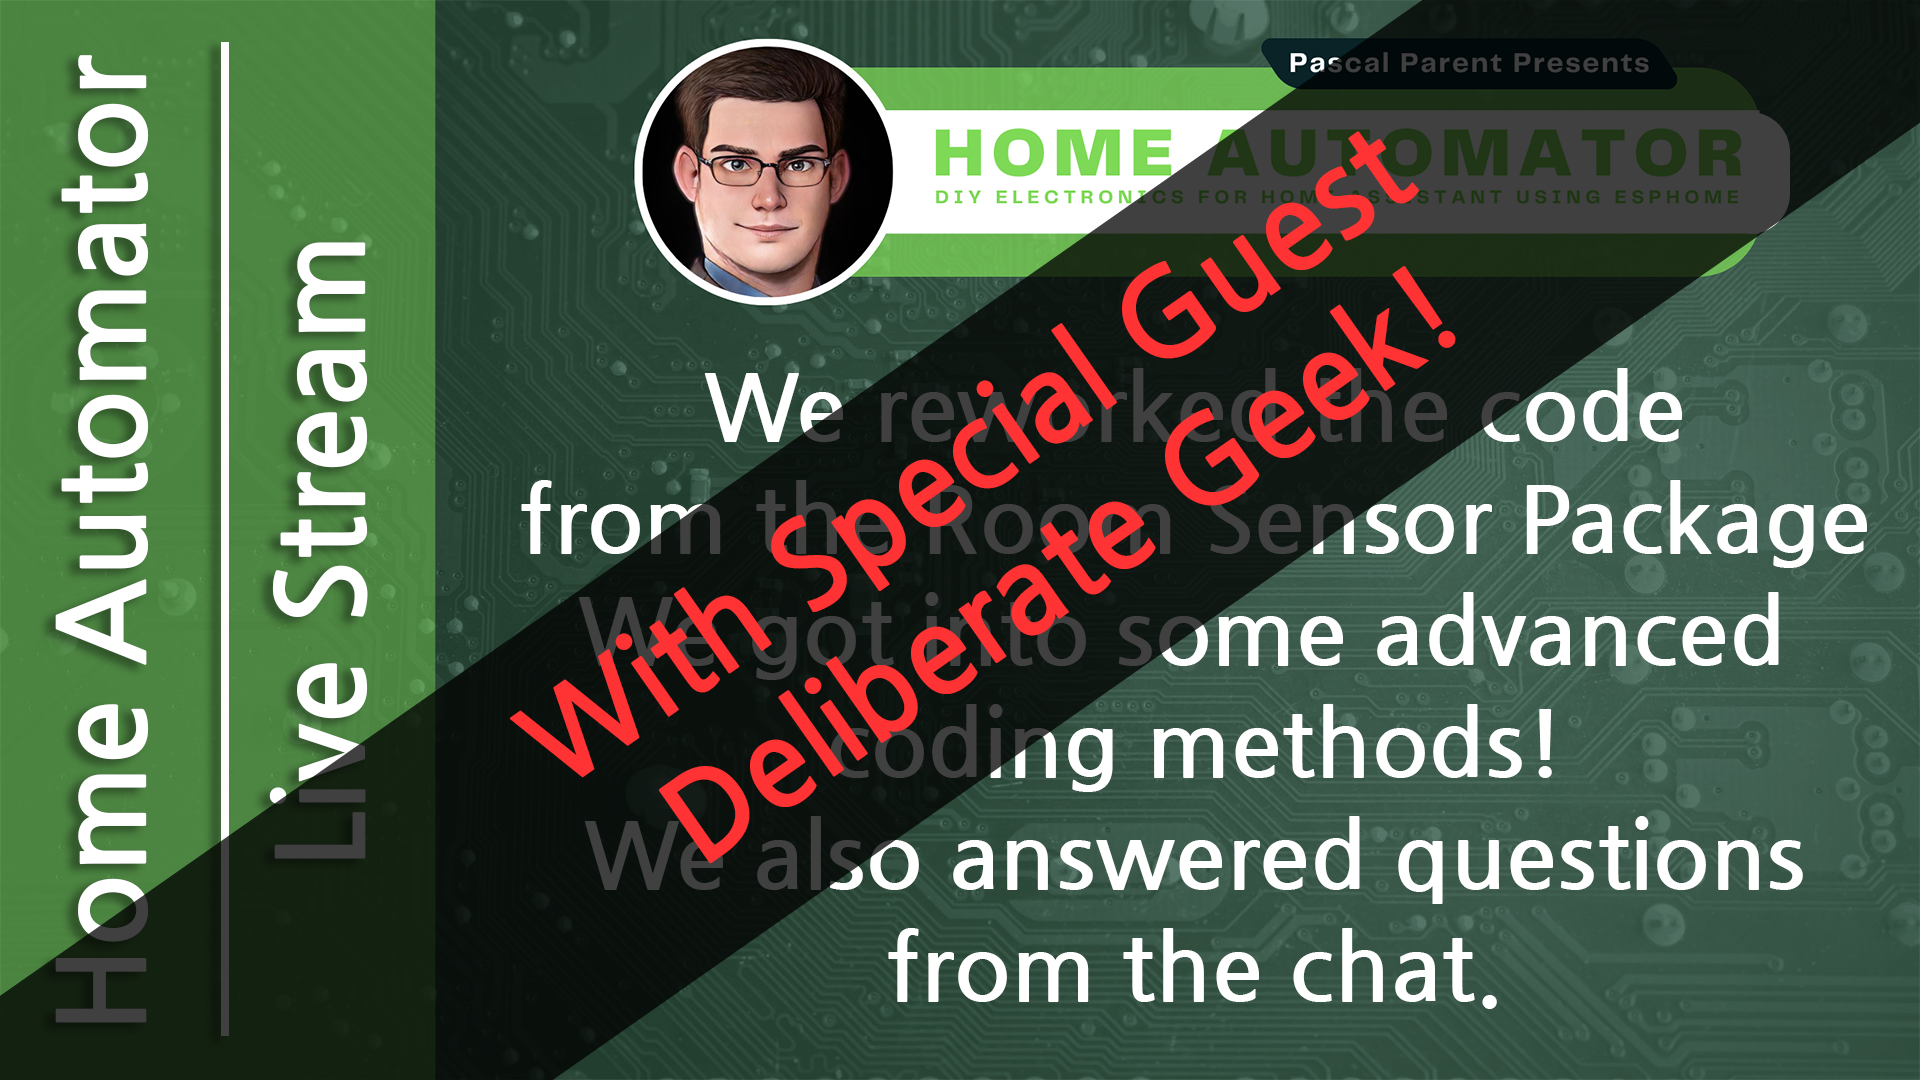 Home Automator
Live Stream
Pascal Parent Presents
HOME AUTOMATOR
DIY ELECTRONICS FOR HOME ASSISTANT USING ESPHOME
With Special Guest
Deliberate Geek!
We reworked the code
from the Room Sensor Package
We got into some advanced
coding methods!
We also answered questions
from the chat.